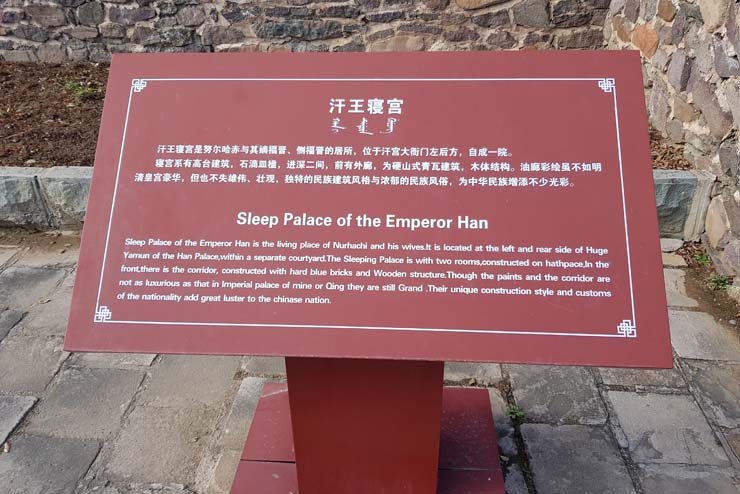 汗王寝宫
汗王寝宫是努尔哈赤与其嫡福晋、侧福晋的居所，位于汗宫大衙门左后方，自成一院。
寝宫系有高台建筑，石滴皿槛，进深二间，前有外廊，为硬山式青瓦建筑，木体结构。油廊彩绘虽不如明
清皇宫豪华，但也不失雄伟、壮观，独特的民族建筑风格与浓郁的民族风俗，为中华民族增添不少光彩。
Sleep Palace of the Emperor Han
Sleep Palace of the Emperor Han is the living place of Nurhachi and his wives.It is located at the left and rear side of Huge
Yamun of the Han Palace,within a separate courtyard.The Sleeping Palace is with two rooms,constructed on hathpace,In the
front,there is the corridor, constructed with hard blue bricks and Wooden structure.Though the paints and the corridor are
not as luxurious as that in Imperial palace of mine or Qing they are still Grand .Their unique construction style and customs
of the nationality add great luster to the chinese nation.